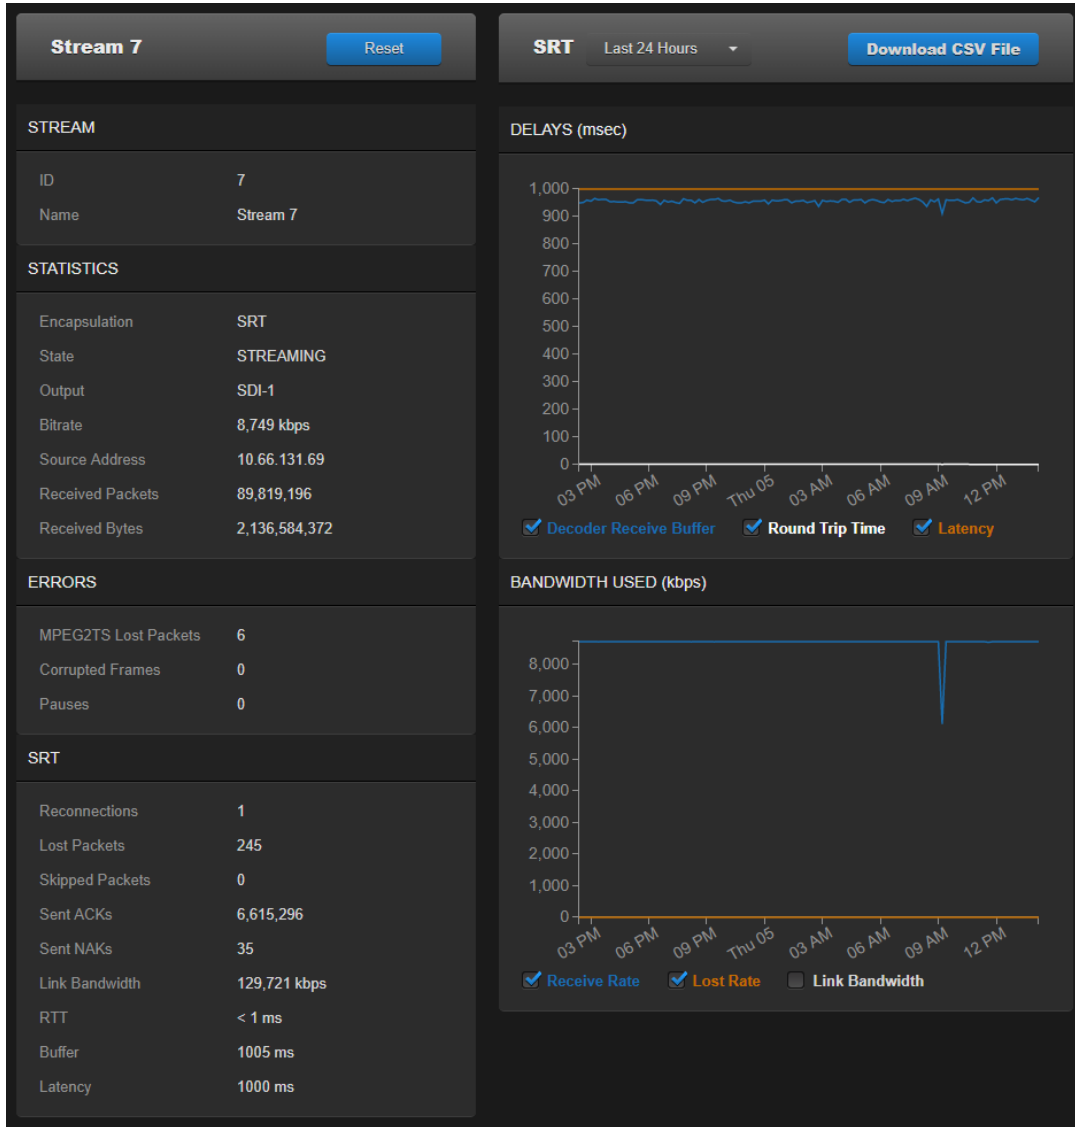 Stream 7
Reset
STREAM
ID 7
Name Stream 7
STATISTICS
Encapsulation SRT
State STREAMING
Output SDI-1
Bitrate 8,749 kbps
Source Address 10.66.131.69
Received Packets 89,819,196
Received Bytes 2,136,584,372
ERRORS
MPEG2TS Lost Packets 6
Corrupted Frames 0
Pauses 0
SRT
Reconnections 1
Lost Packets 245
Skipped Packets 0
Sent ACKs 6,615,296
Sent NAKs 35
Link Bandwidth 129,721 kbps
RTT < 1 ms
Buffer 1005 ms
Latency 1000 ms
SRT Last 24 Hours
Download CSV File
DELAYS (msec)
1,000
900
800
700
600
500
400
300
200
100
0
03 PM 06 PM 09 PM Thu 05 03 AM 06 AM 09 AM 12 PM
Decoder Receive Buffer Round Trip Time Latency
BANDWIDTH USED (kbps)
8,000
7,000
6,000
5,000
4,000
3,000
2,000
1,000
0
03 PM 06 PM 09 PM Thu 05 03 AM 06 AM 09 AM 12 PM
Receive Rate Lost Rate Link Bandwidth